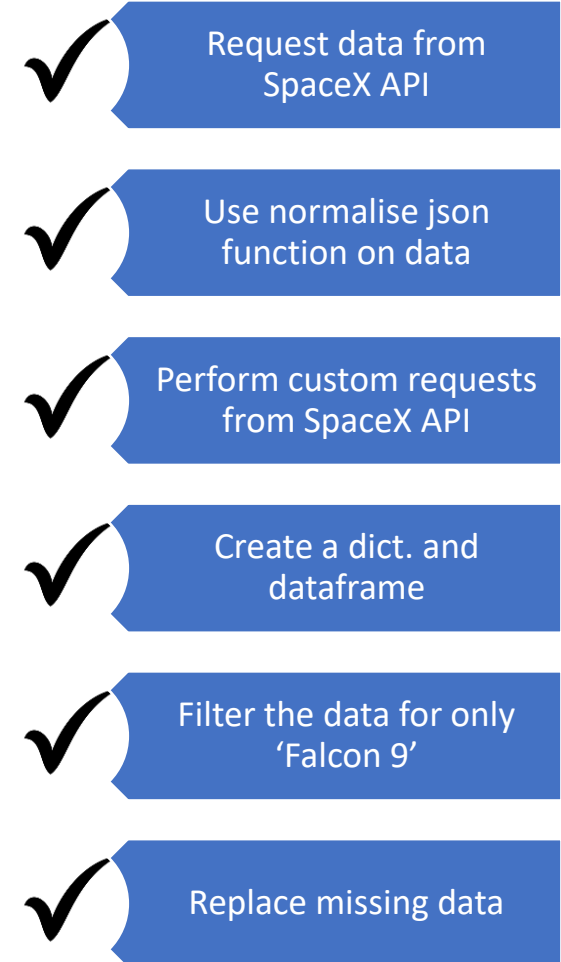 Request data from
SpaceX API
Use normalise json
function on data
Perform custom requests
from SpaceX API
Create a dict. and
dataframe
Filter the data for only
‘Falcon 9’
Replace missing data